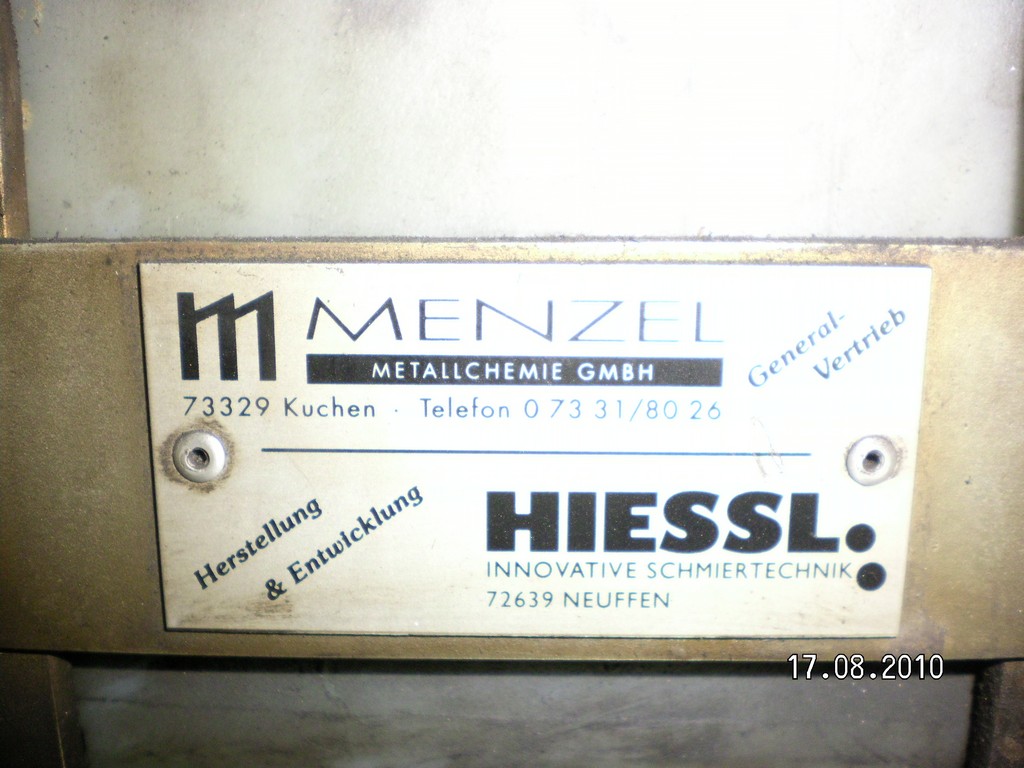 m MENZEL
METALLCHEMIE GMBH
73329 Kuchen · Telefon 0 73 31/80 26
General-
Vertrieb
Herstellung
& Entwicklung
HIESSL
INNOVATIVE SCHMIERTECHNIK
72639 NEUFFEN
17.08.2010